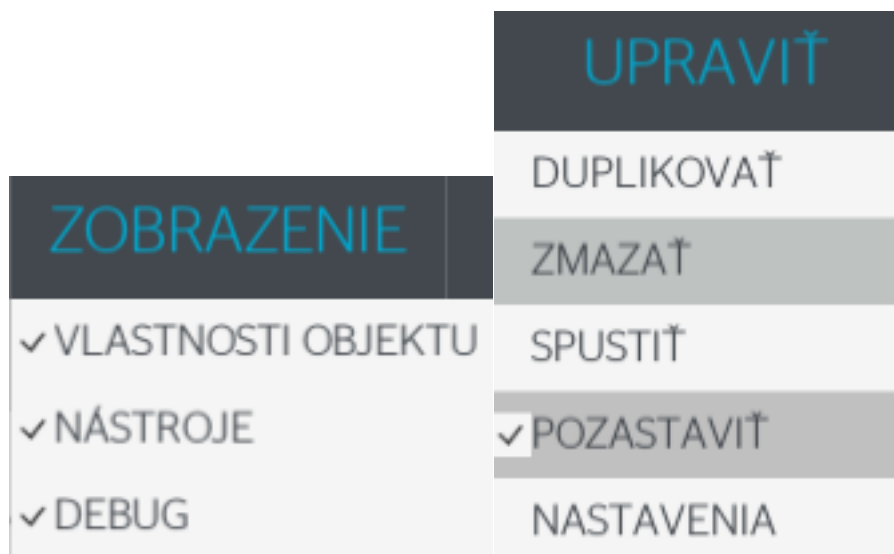 ZOBRAZENIE
VLASTNOSTI OBJEKTU
NÁSTROJE
DEBUG
UPRAVIŤ
DUPLIKOVAŤ
ZMAZAŤ
SPUSTIŤ
POZASTAVIŤ
NASTAVENIA